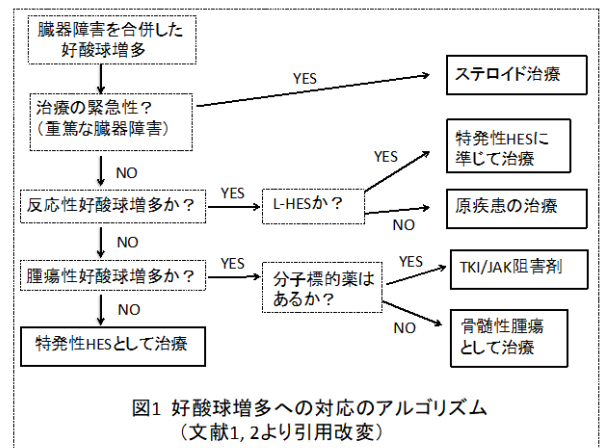 臓器障害を合併した
好酸球増多
YES
ステロイド治療
治療の緊急性？
（重篤な臓器障害）
NO
YES
特発性HESに
準じて治療
反応性好酸球増多か？
YES
L-HESか？
NO
原疾患の治療
NO
腫瘍性好酸球増多か？
YES
分子標的薬は
あるか？
YES
TKI/JAK阻害剤
NO
骨髄性腫瘍
として治療
NO
特発性HESとして治療
図1 好酸球増多への対応のアルゴリズム
（文献1, 2より引用改変）